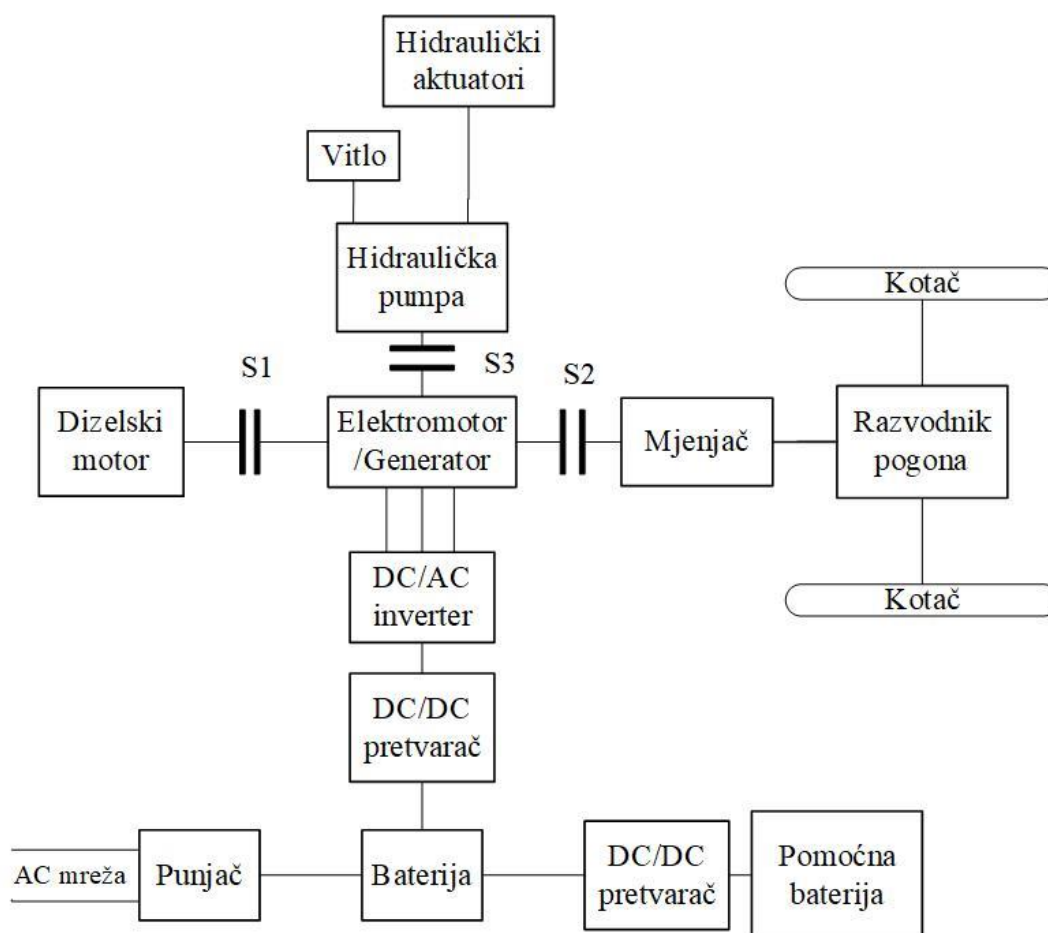 Hidraulički
aktuatori
Vitlo
Hidraulička
pumpa
Kotač
S1
S3
S2
Dizelski
motor
Elektromotor
/Generator
Mjenjač
Razvodnik
pogona
DC/AC
inverter
Kotač
DC/DC
pretvarač
AC mreža
Punjač
Baterija
DC/DC
pretvarač
Pomoćna
baterija